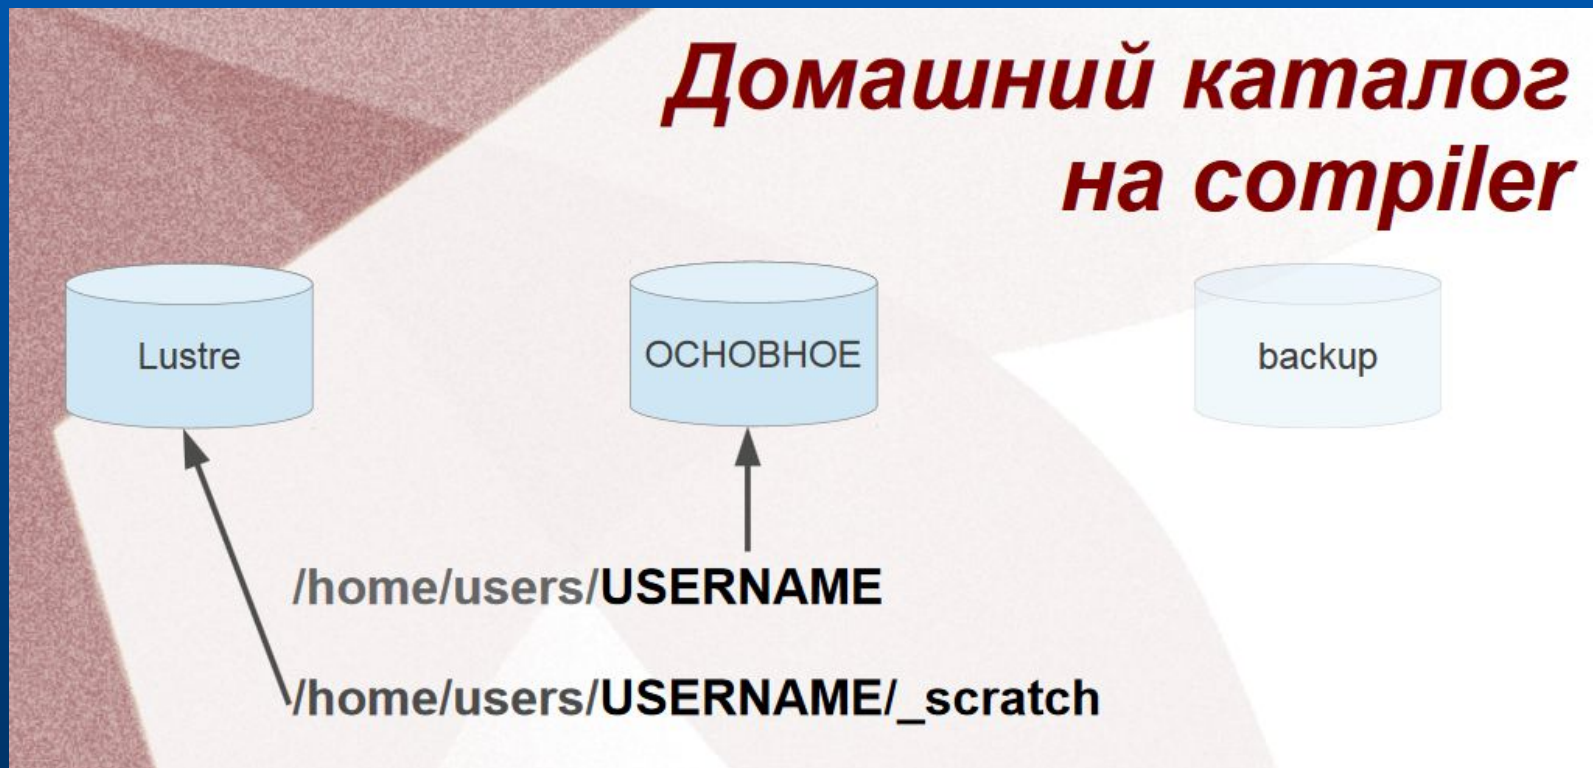 Домашний каталог
на compiler
Lustre
ОСНОВНОЕ
backup
/home/users/USERNAME
/home/users/USERNAME/_scratch